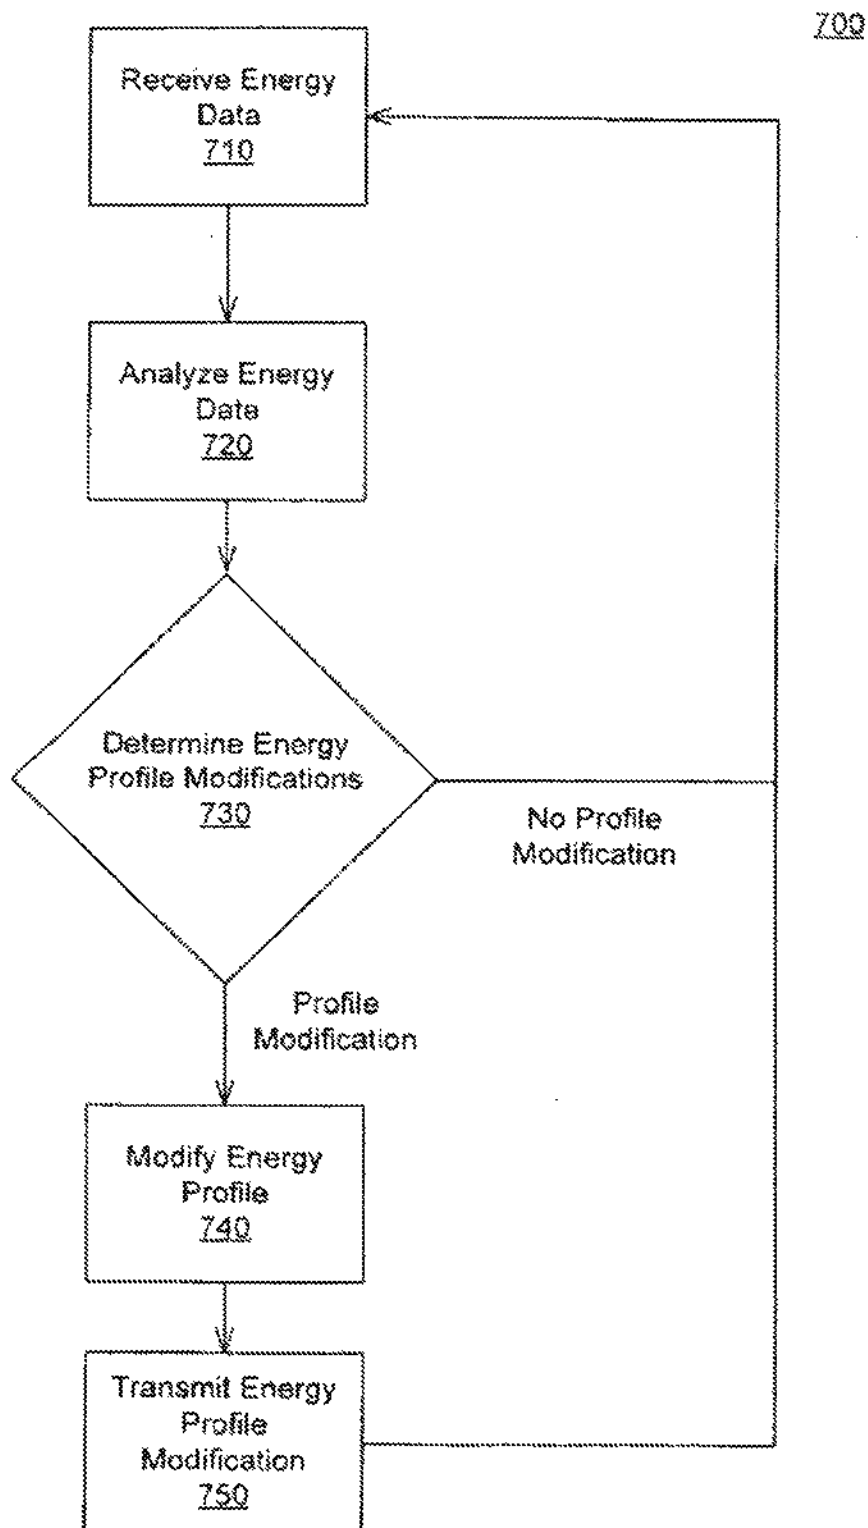 700
Receive Energy
Data
710
Analyze Energy
Data
720
Determine Energy
Profile Modifications
730
No Profile
Modification
Profile
Modification
Modify Energy
Profile
740
Transmit Energy
Profile
Modification
750